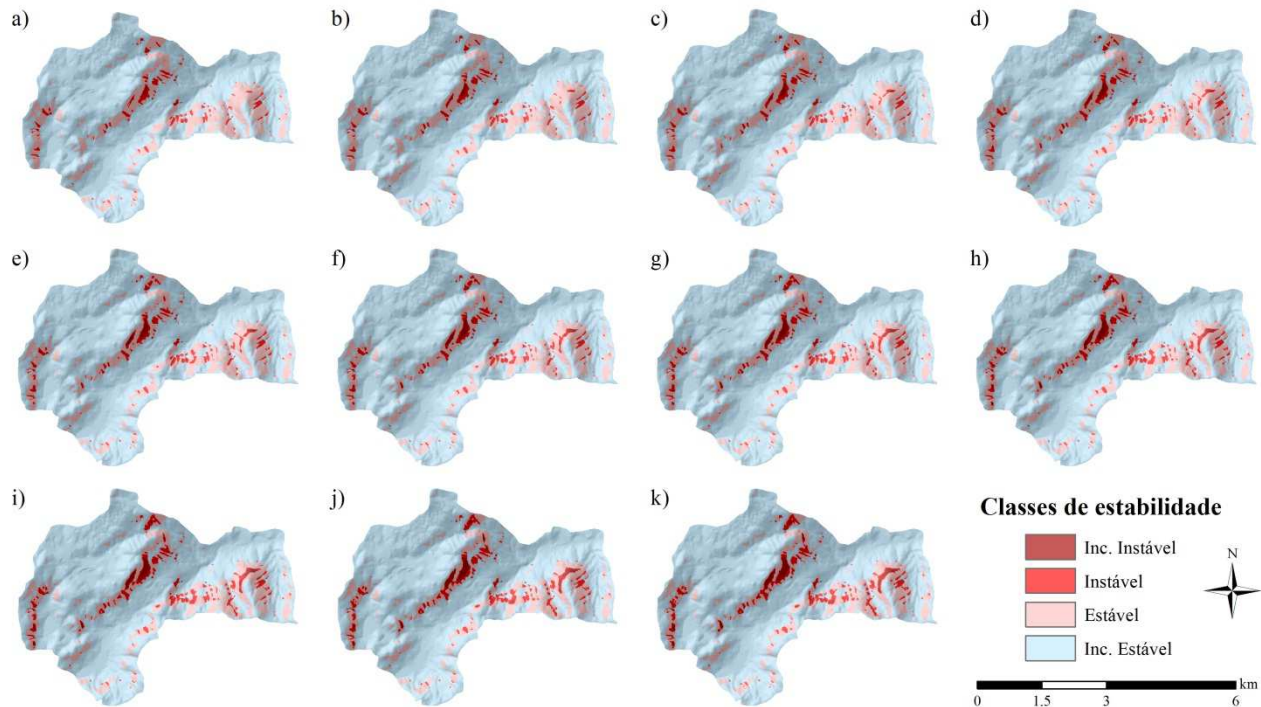 a)
b)
c)
d)
e)
f)
g)
h)
i)
j)
k)
Classes de estabilidade
Inc. Instável
Instável
Estável
Inc. Estável
N
km
0 1.5 3 6